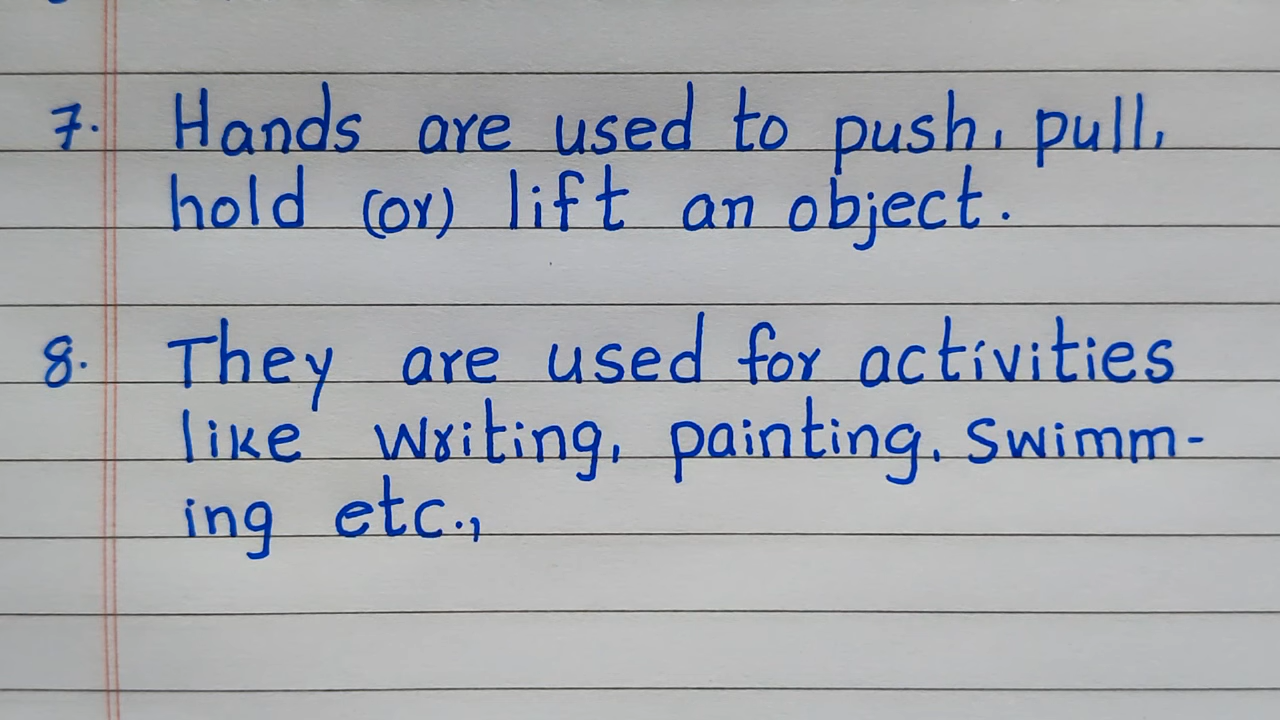 7. Hands are used to push, pull,
hold (or) lift an object.
8. They are used for activities
like writing, painting, swimm-
ing etc.,